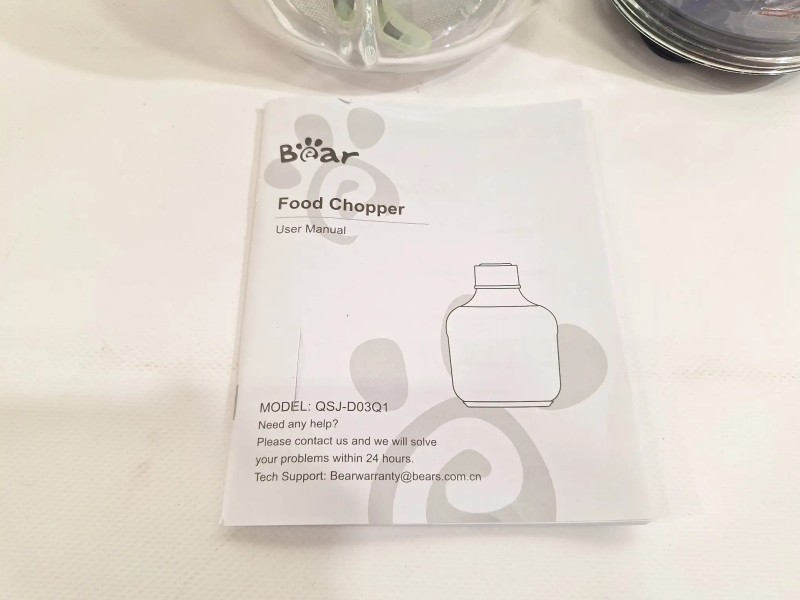 Bear
Food Chopper
User Manual
MODEL: QSJ-D03Q1
Need any help?
Please contact us and we will solve
your problems within 24 hours.
Tech Support: Bearwarranty@bears.com.cn